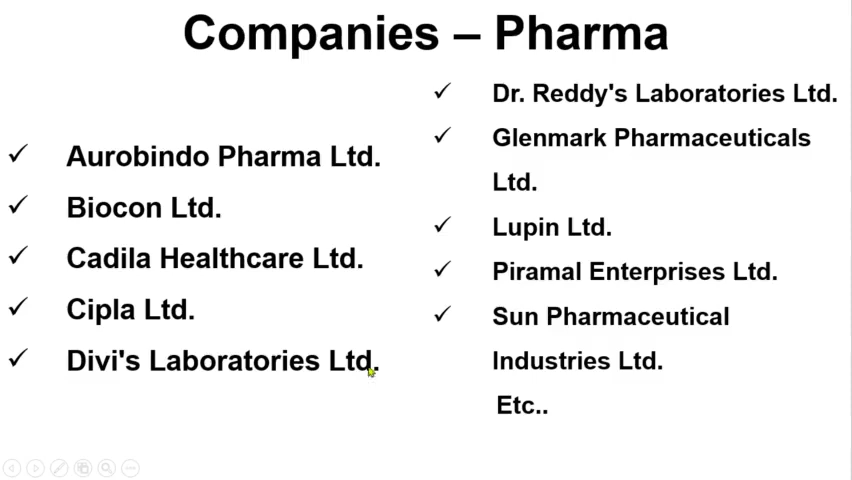 Companies – Pharma
Aurobindo Pharma Ltd.
Biocon Ltd.
Cadila Healthcare Ltd.
Cipla Ltd.
Divi's Laboratories Ltd.
Dr. Reddy's Laboratories Ltd.
Glenmark Pharmaceuticals
Ltd.
Lupin Ltd.
Piramal Enterprises Ltd.
Sun Pharmaceutical
Industries Ltd.
Etc..